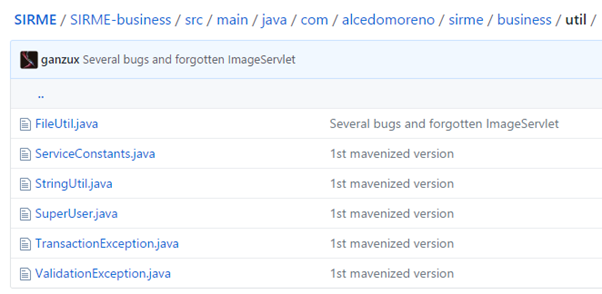 SIRME / SIRME-business / src / main / java / com / alcedomoreno / sirme / business / util /
ganzux Several bugs and forgotten ImageServlet
..
FileUtil.java Several bugs and forgotten ImageServlet
ServiceConstants.java 1st mavenized version
StringUtil.java 1st mavenized version
SuperUser.java 1st mavenized version
TransactionException.java 1st mavenized version
ValidationException.java 1st mavenized version